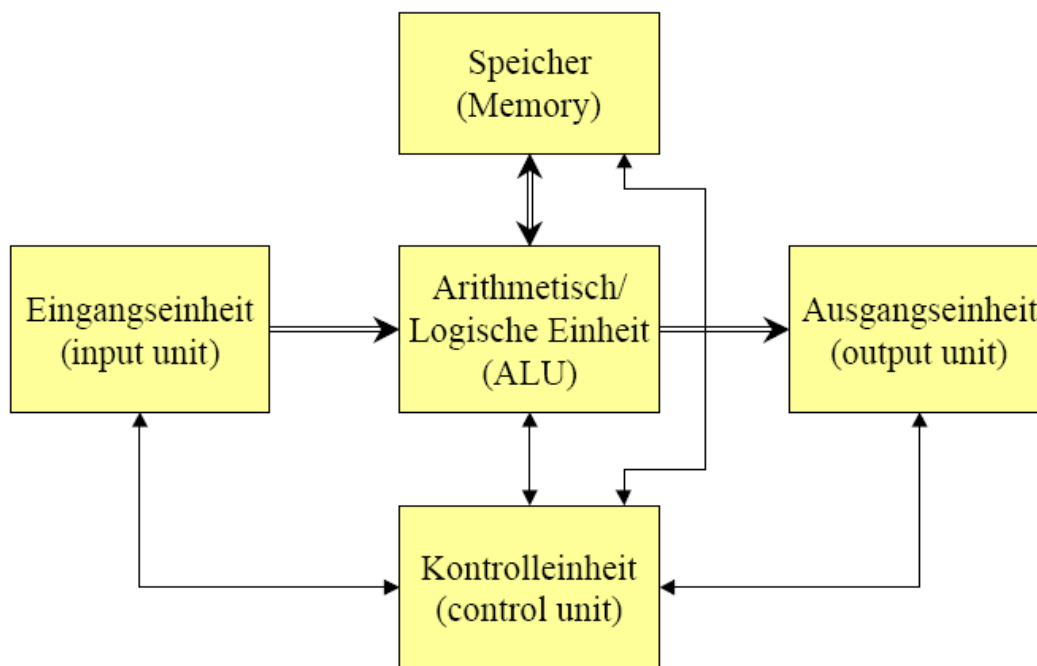 Speicher
(Memory)
Eingangseinheit
(input unit)
Arithmetisch/
Logische Einheit
(ALU)
Ausgangseinheit
(output unit)
Kontrolleinheit
(control unit)